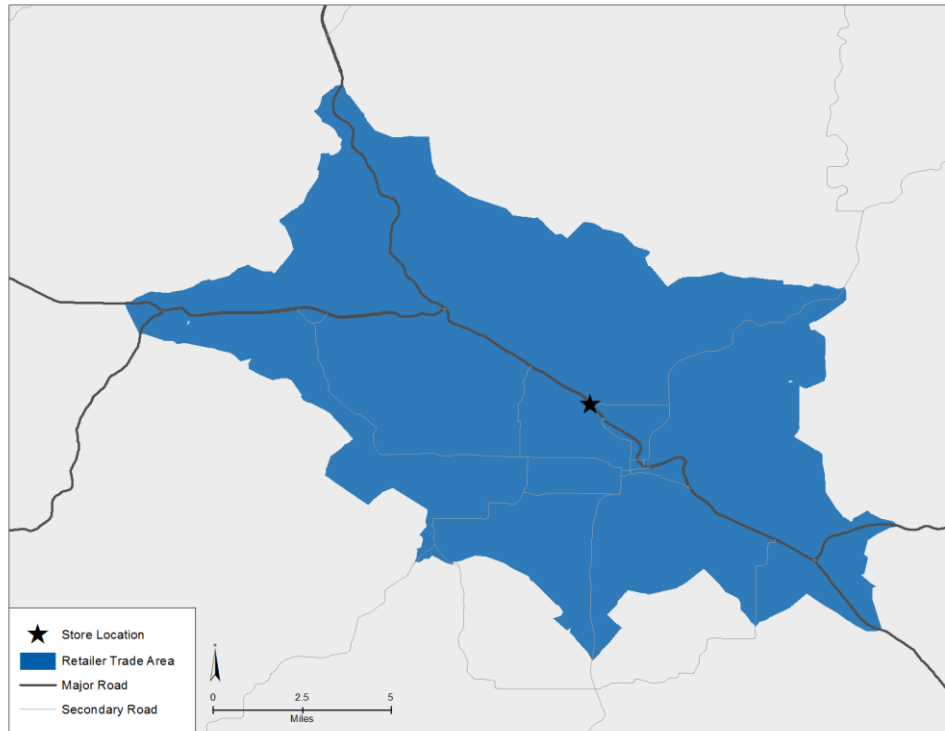 Store Location
Retailer Trade Area
Major Road
Secondary Road
0 2.5 5
Miles